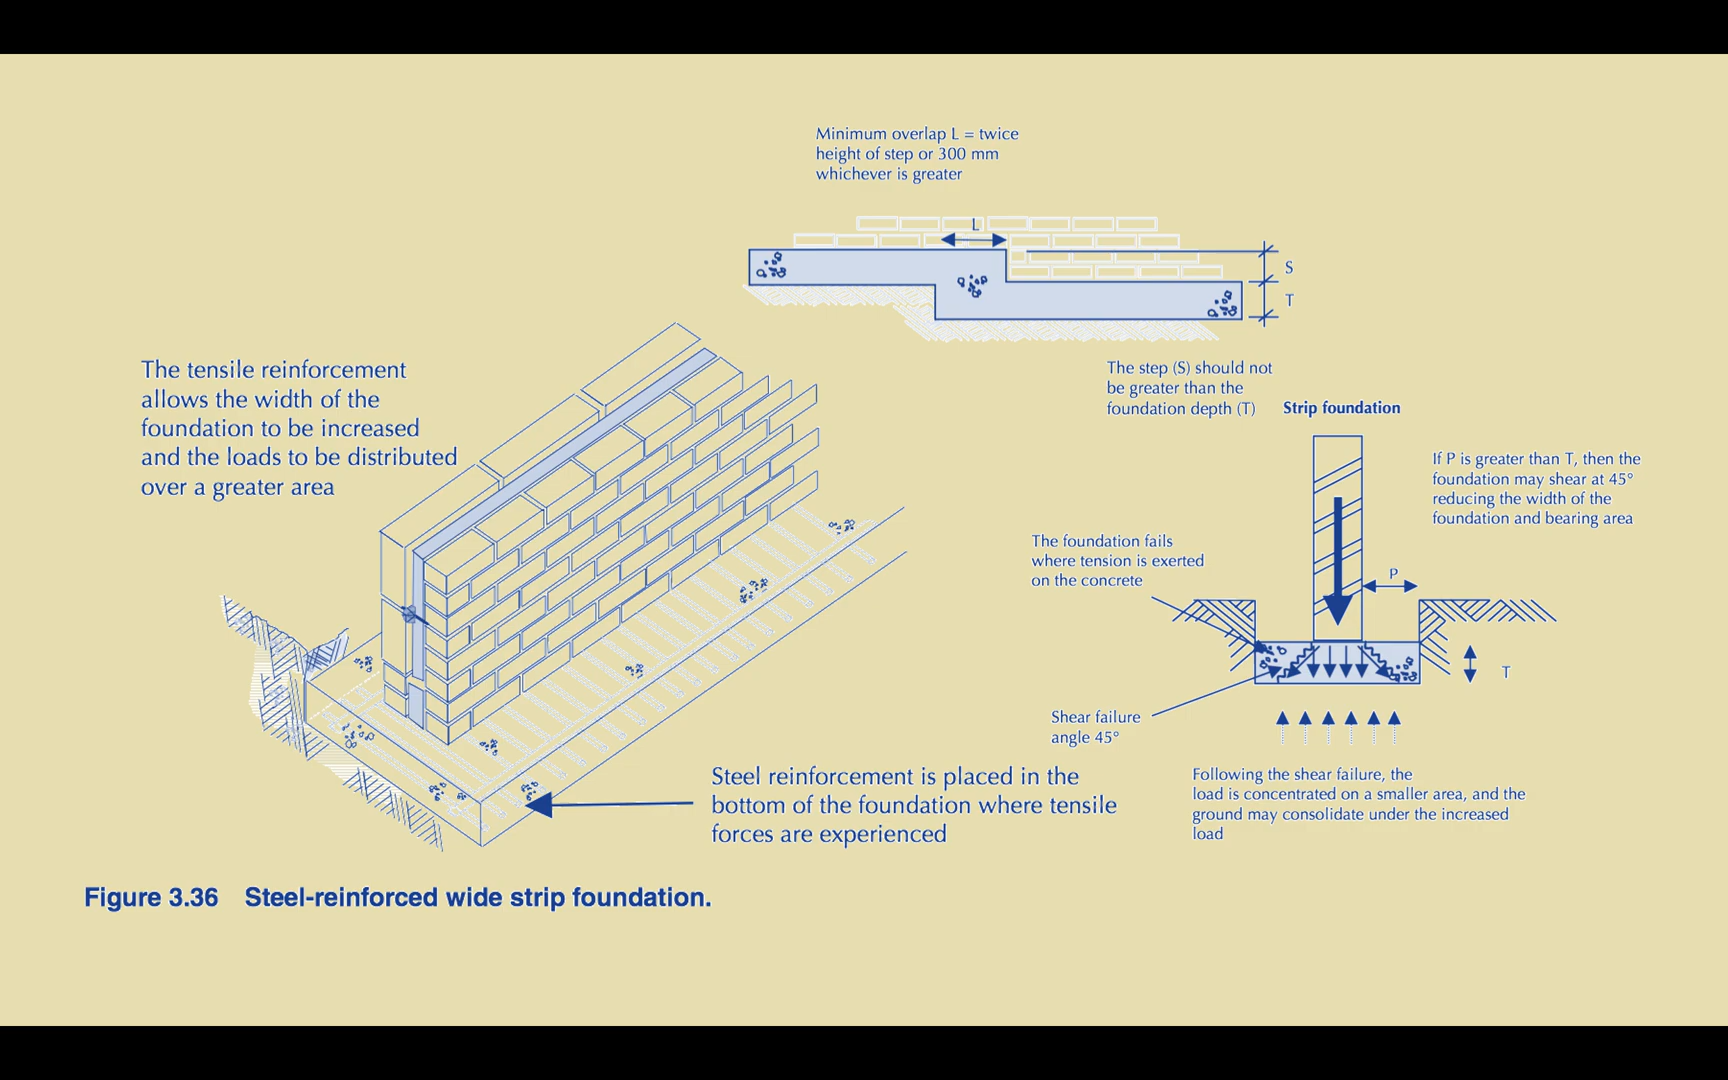 Minimum overlap L = twice
height of step or 300 mm
whichever is greater
L
S
T
The tensile reinforcement
allows the width of the
foundation to be increased
and the loads to be distributed
over a greater area
The step (S) should not
be greater than the
foundation depth (T)
Strip foundation
If P is greater than T, then the
foundation may shear at 45°
reducing the width of the
foundation and bearing area
The foundation fails
where tension is exerted
on the concrete
P
T
Shear failure
angle 45°
Steel reinforcement is placed in the
bottom of the foundation where tensile
forces are experienced
Following the shear failure, the
load is concentrated on a smaller area, and the
ground may consolidate under the increased
load
Figure 3.36 Steel-reinforced wide strip foundation.